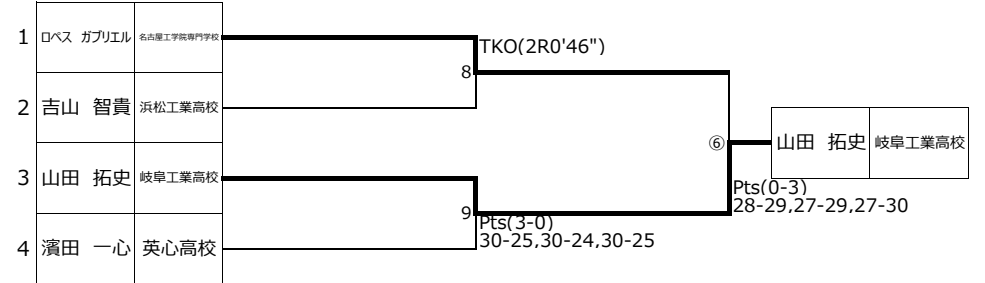 1 ロペス ガブリエル 名古屋工学院専門学校
TKO(2R0'46")
8
2 吉山 智貴 浜松工業高校
⑥ 山田 拓史 岐阜工業高校
3 山田 拓史 岐阜工業高校
Pts(0-3)
28-29,27-29,27-30
9
Pts(3-0)
30-25,30-24,30-25
4 濱田 一心 英心高校